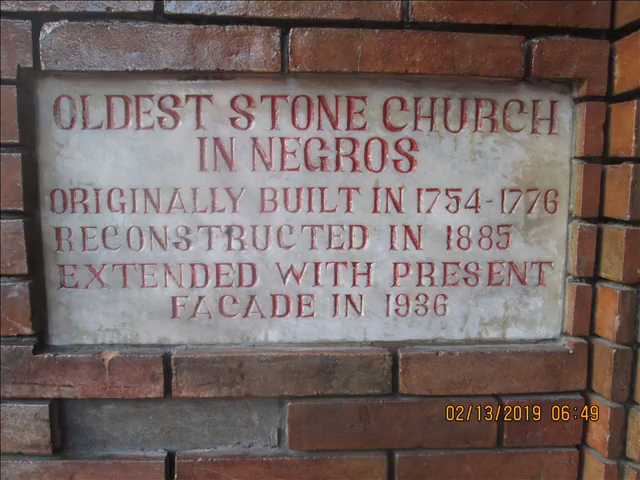 OLDEST STONE CHURCH
IN NEGROS
ORIGINALLY BUILT IN 1754-1776
RECONSTRUCTED IN 1885
EXTENDED WITH PRESENT
FACADE IN 1936
02/13/2019 06:49